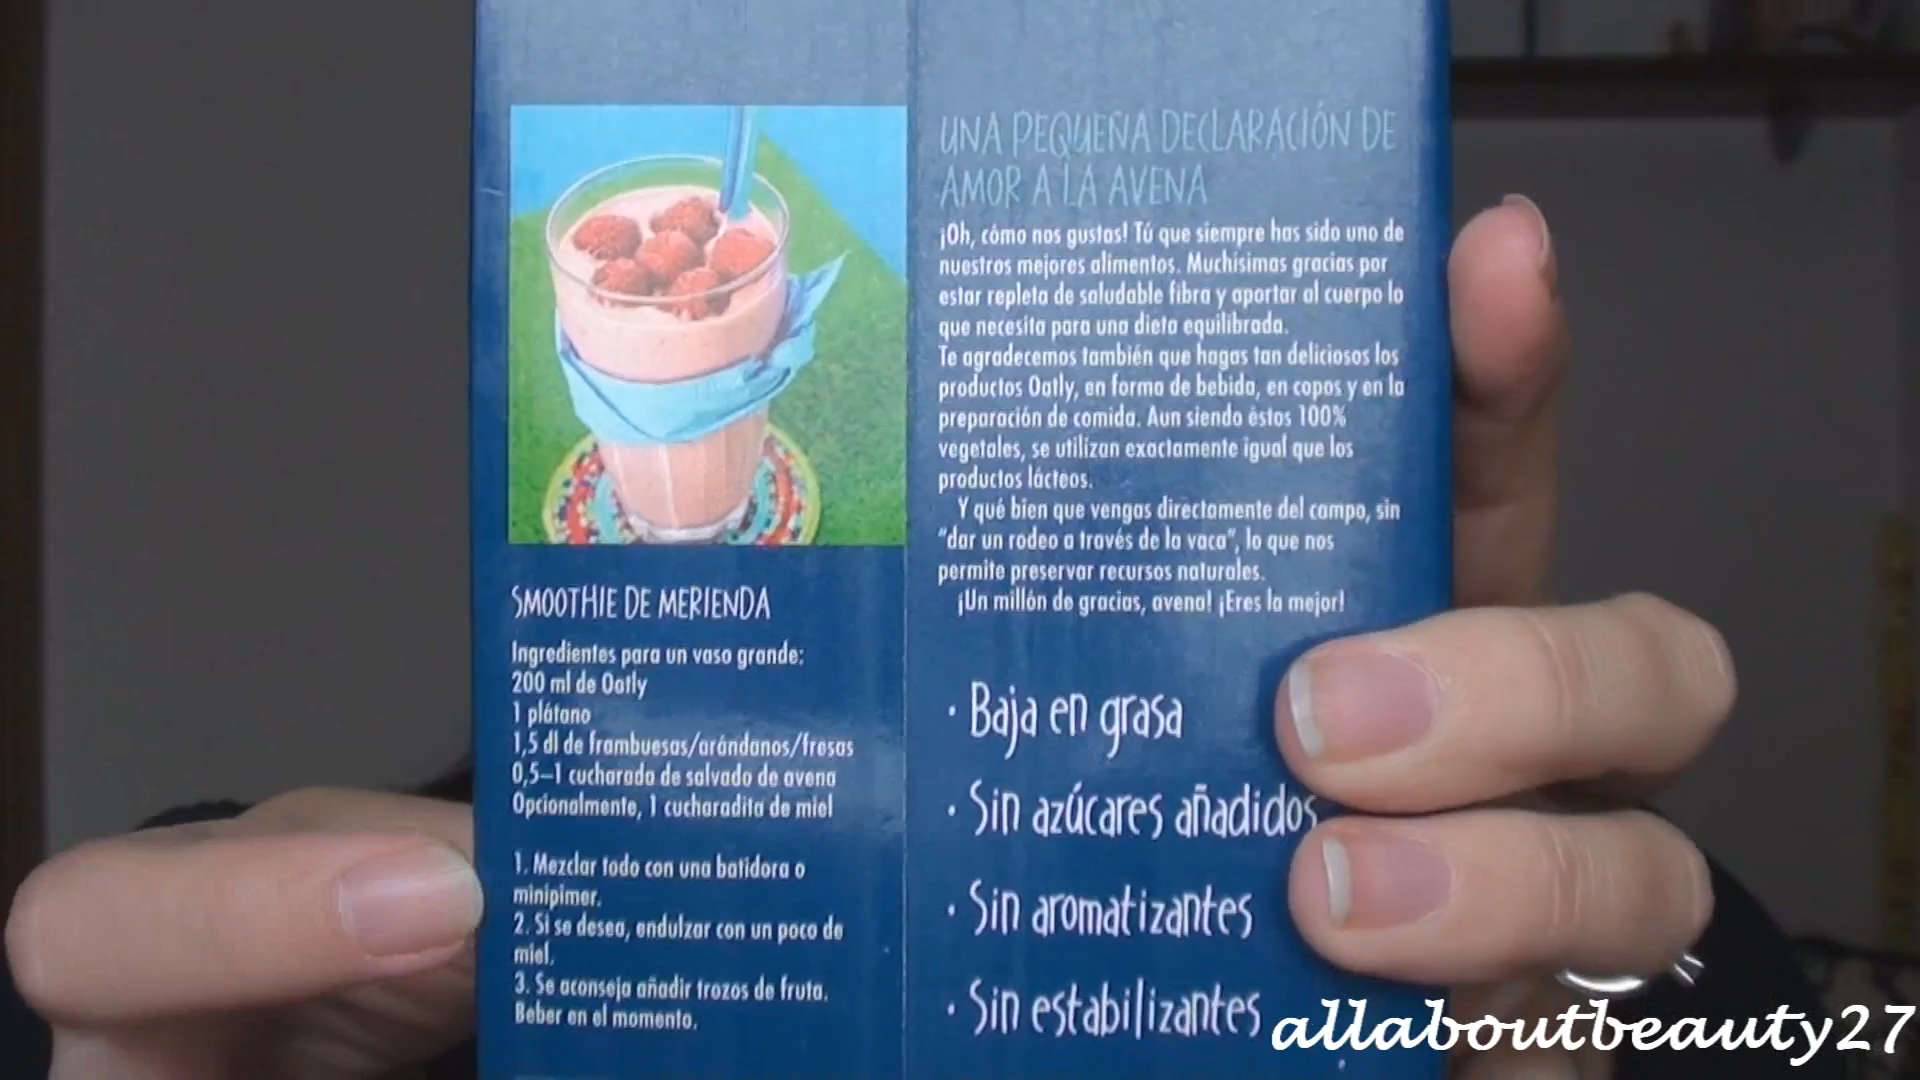 SMOOTHIE DE MERIENDA
Ingredientes para un vaso grande:
200 ml de Oatly
1 plátano
1,5 dl de frambuesas/arándanos/fresas
0,5–1 cucharada de salvado de avena
Opcionalmente, 1 cucharadita de miel
1. Mezclar todo con una batidora o
minipimer.
2. Si se desea, endulzar con un poco de
miel.
3. Se aconseja añadir trozos de fruta.
Beber en el momento.
UNA PEQUEÑA DECLARACIÓN DE
AMOR A LA AVENA
¡Oh, cómo nos gustas! Tú que siempre has sido uno de
nuestros mejores alimentos. Muchísimas gracias por
estar repleta de saludable fibra y aportar al cuerpo lo
que necesita para una dieta equilibrada.
Te agradecemos también que hagas tan deliciosos los
productos Oatly, en forma de bebida, en copos y en la
preparación de comida. Aun siendo éstos 100%
vegetales, se utilizan exactamente igual que los
productos lácteos.
Y qué bien que vengas directamente del campo, sin
"dar un rodeo a través de la vaca", lo que nos
permite preservar recursos naturales.
¡Un millón de gracias, avena! ¡Eres la mejor!
· Baja en grasa
· Sin azúcares añadidos
· Sin aromatizantes
· Sin estabilizantes
allaboutbeauty27